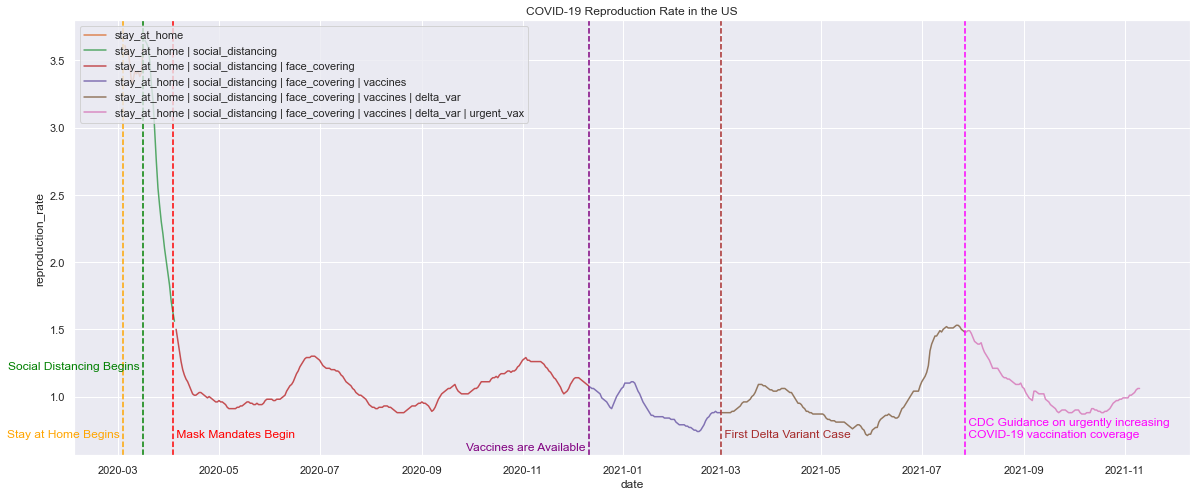 COVID-19 Reproduction Rate in the US
stay_at_home
stay_at_home | social_distancing
stay_at_home | social_distancing | face_covering
stay_at_home | social_distancing | face_covering | vaccines
stay_at_home | social_distancing | face_covering | vaccines | delta_var
stay_at_home | social_distancing | face_covering | vaccines | delta_var | urgent_vax
3.5
3.0
2.5
2.0
1.5
1.0
reproduction_rate
Social Distancing Begins
Stay at Home Begins
Mask Mandates Begin
Vaccines are Available
First Delta Variant Case
CDC Guidance on urgently increasing
COVID-19 vaccination coverage
2020-03
2020-05
2020-07
2020-09
2020-11
2021-01
2021-03
2021-05
2021-07
2021-09
2021-11
date